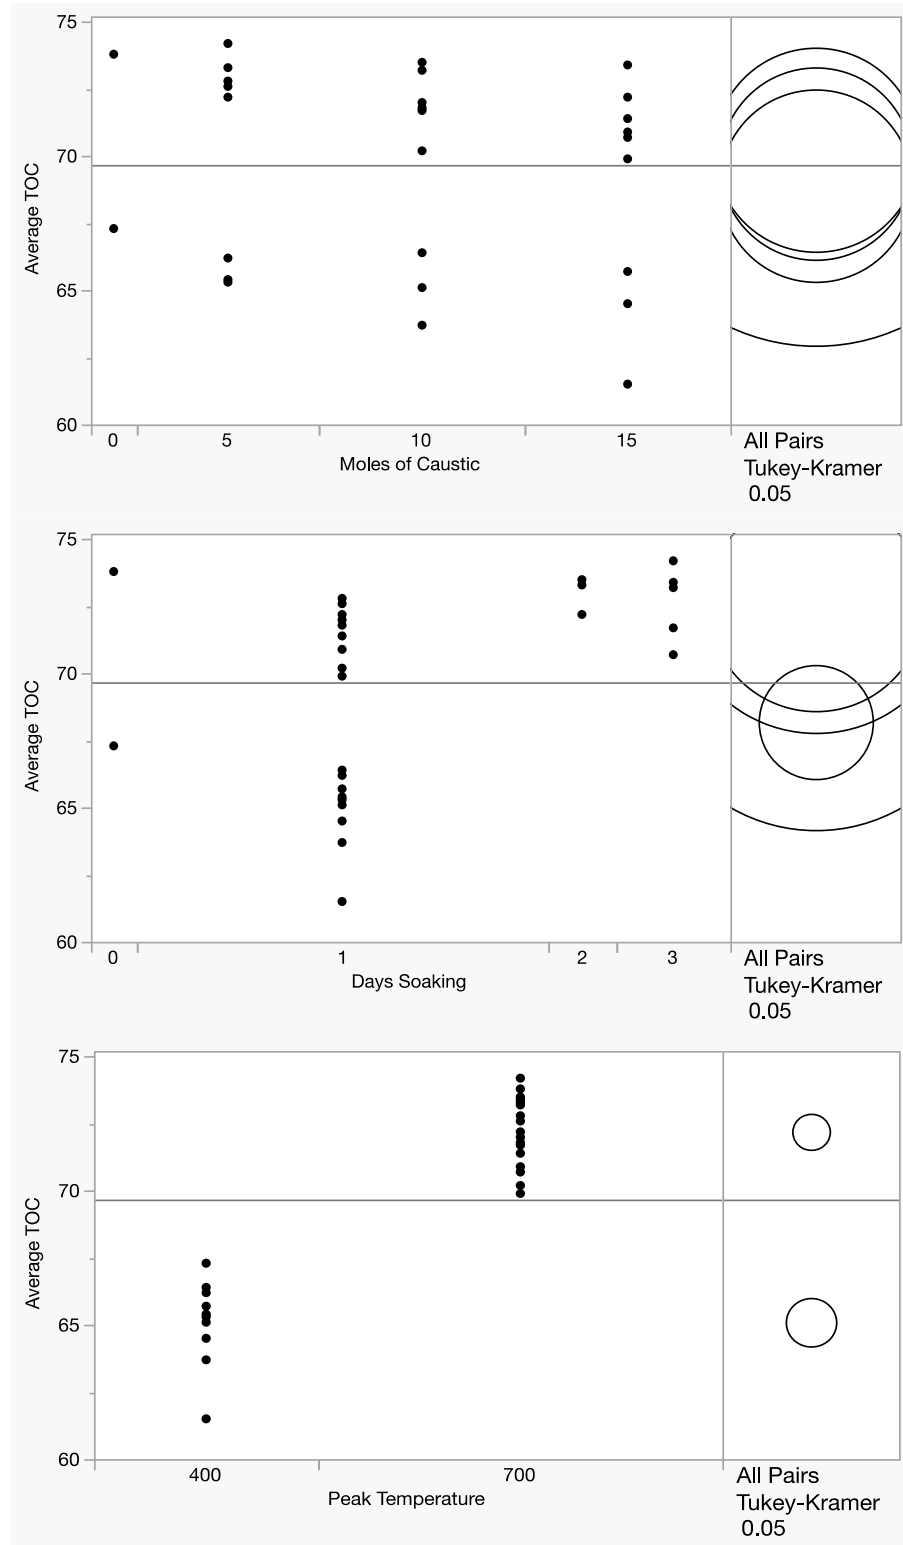 75
70
65
60
Average TOC
0 5 10 15
Moles of Caustic
All Pairs
Tukey-Kramer
0.05
75
70
65
60
Average TOC
0 1 2 3
Days Soaking
All Pairs
Tukey-Kramer
0.05
75
70
65
60
Average TOC
400 700
Peak Temperature
All Pairs
Tukey-Kramer
0.05